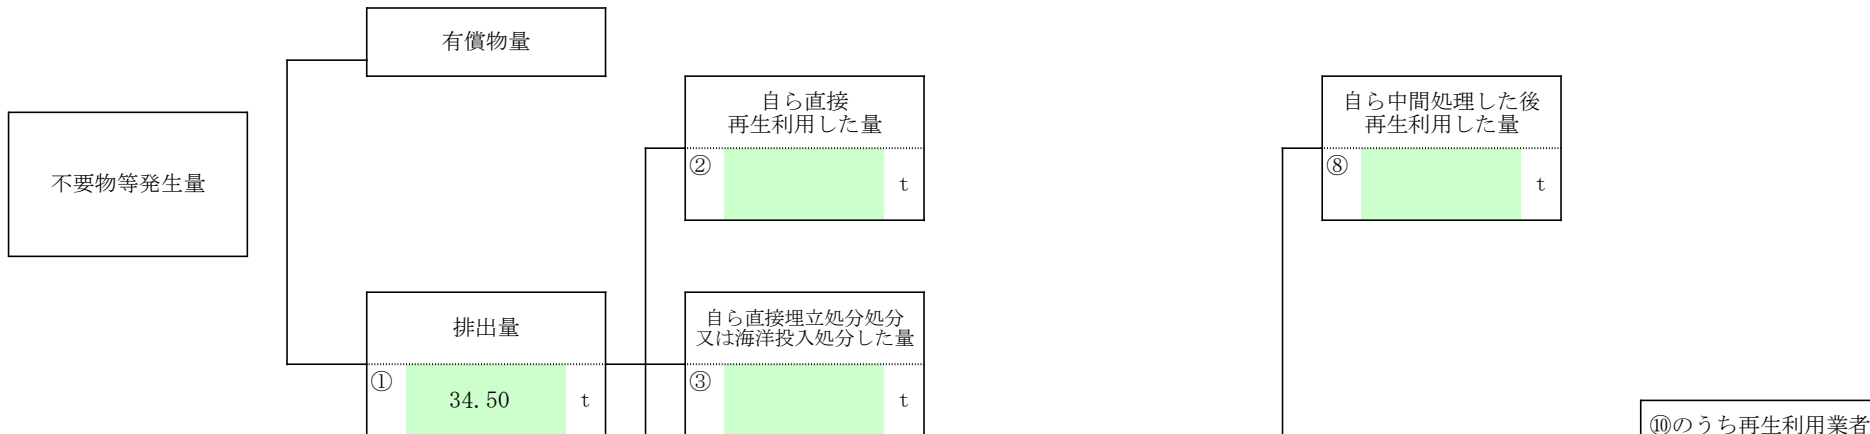 有償物量
自ら直接
再生利用した量
② t
自ら中間処理した後
再生利用した量
⑧ t
不要物等発生量
排出量
① 34.50 t
自ら直接埋立処分処分
又は海洋投入処分した量
③ t
⑩のうち再生利用業者